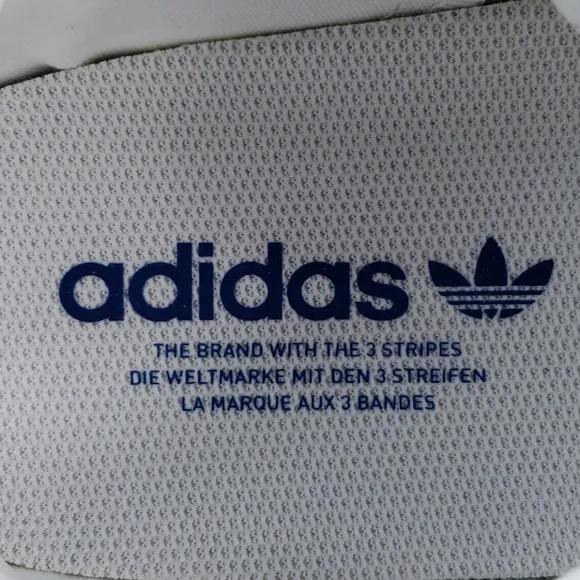 adidas
THE BRAND WITH THE 3 STRIPES
DIE WELTMARKE MIT DEN 3 STREIFEN
LA MARQUE AUX 3 BANDES